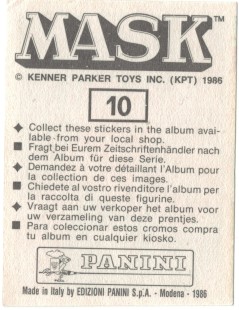 MASK™
© KENNER PARKER TOYS INC. (KPT) 1986
10
✦ Collect these stickers in the album avai-
lable from your local shop.
■ Fragt bei Eurem Zeitschriftenhändler nach
dem Album für diese Serie.
✦ Demandez à votre détaillant l'Album pour
la collection de ces images.
■ Chiedete al vostro rivenditore l'album per
la raccolta di queste figurine.
✦ Vraagt aan uw verkoper het album voor
uw verzameling van deze prentjes.
■ Para coleccionar estos cromos compra
tu album en cualquier kiosko.
PANINI
Made in Italy by EDIZIONI PANINI S.p.A. - Modena - 1986